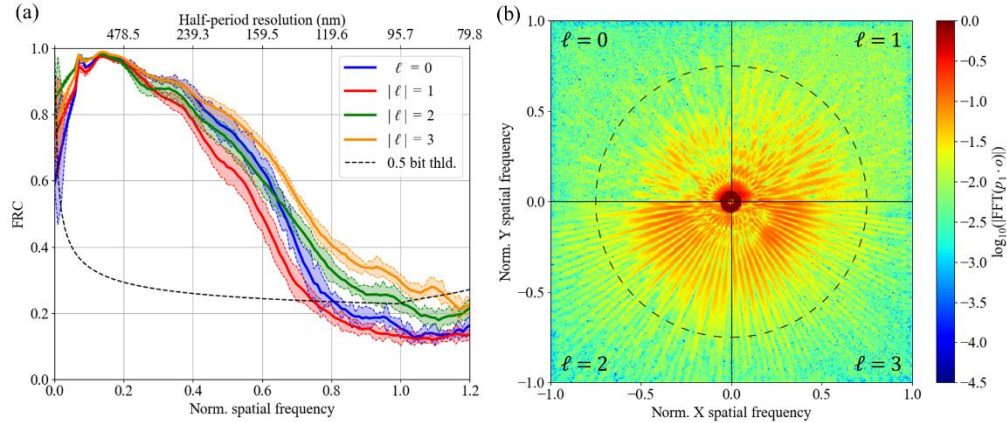 (a)
Half-period resolution (nm)
478.5 239.3 159.5 119.6 95.7 79.8
1.0
0.8
0.6
0.4
0.2
0.0
FRC
ℓ = 0
|ℓ| = 1
|ℓ| = 2
|ℓ| = 3
0.5 bit thld.
0.0 0.2 0.4 0.6 0.8 1.0 1.2
Norm. spatial frequency
(b)
ℓ = 0 ℓ = 1
ℓ = 2 ℓ = 3
1.0
0.5
0.0
−0.5
−1.0
Norm. Y spatial frequency
−1.0 −0.5 0.0 0.5 1.0
Norm. X spatial frequency
0.0
−0.5
−1.0
−1.5
−2.0
−2.5
−3.0
−3.5
−4.0
−4.5
log₁₀(|FT(p₁ · o)|)